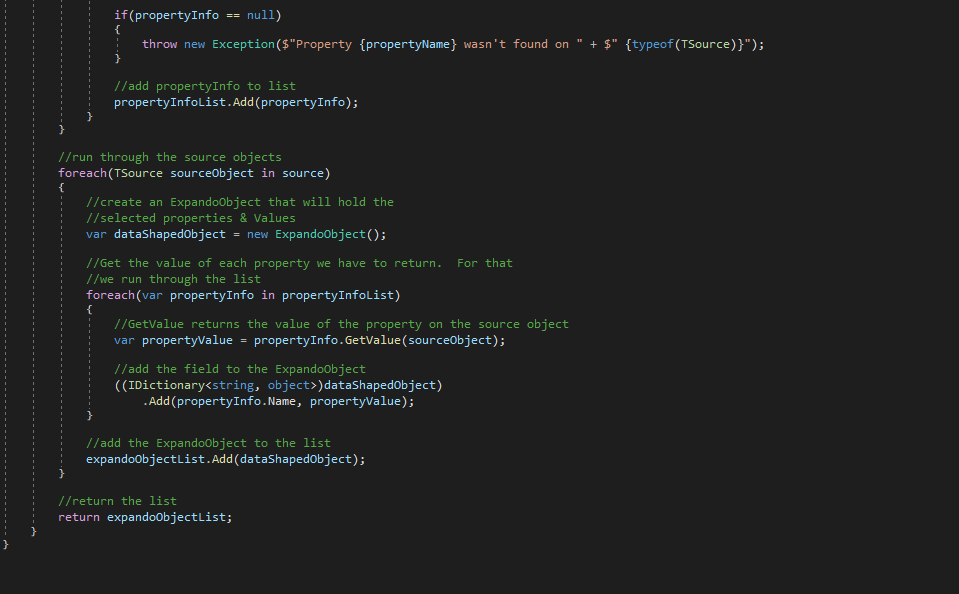 if(propertyInfo == null)
{
throw new Exception($"Property {propertyName} wasn't found on " + $" {typeof(TSource)}");
}
//add propertyInfo to list
propertyInfoList.Add(propertyInfo);
}
}
//run through the source objects
foreach(TSource sourceObject in source)
{
//create an ExpandoObject that will hold the
//selected properties & Values
var dataShapedObject = new ExpandoObject();
//Get the value of each property we have to return.  For that
//we run through the list
foreach(var propertyInfo in propertyInfoList)
{
//GetValue returns the value of the property on the source object
var propertyValue = propertyInfo.GetValue(sourceObject);
//add the field to the ExpandoObject
((IDictionary<string, object>)dataShapedObject)
.Add(propertyInfo.Name, propertyValue);
}
//add the ExpandoObject to the list
expandoObjectList.Add(dataShapedObject);
}
//return the list
return expandoObjectList;
}
}